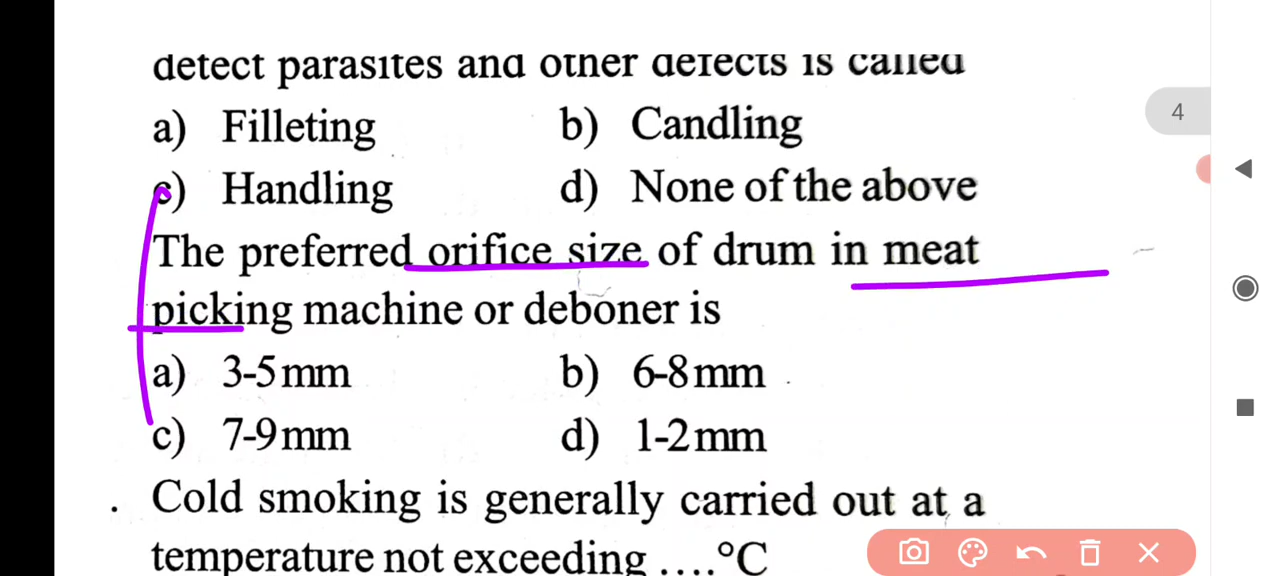 detect parasites and other defects is called
a) Filleting b) Candling
c) Handling d) None of the above
The preferred orifice size of drum in meat
picking machine or deboner is
a) 3-5mm b) 6-8mm
c) 7-9mm d) 1-2mm
. Cold smoking is generally carried out at a
temperature not exceeding ....°C
4